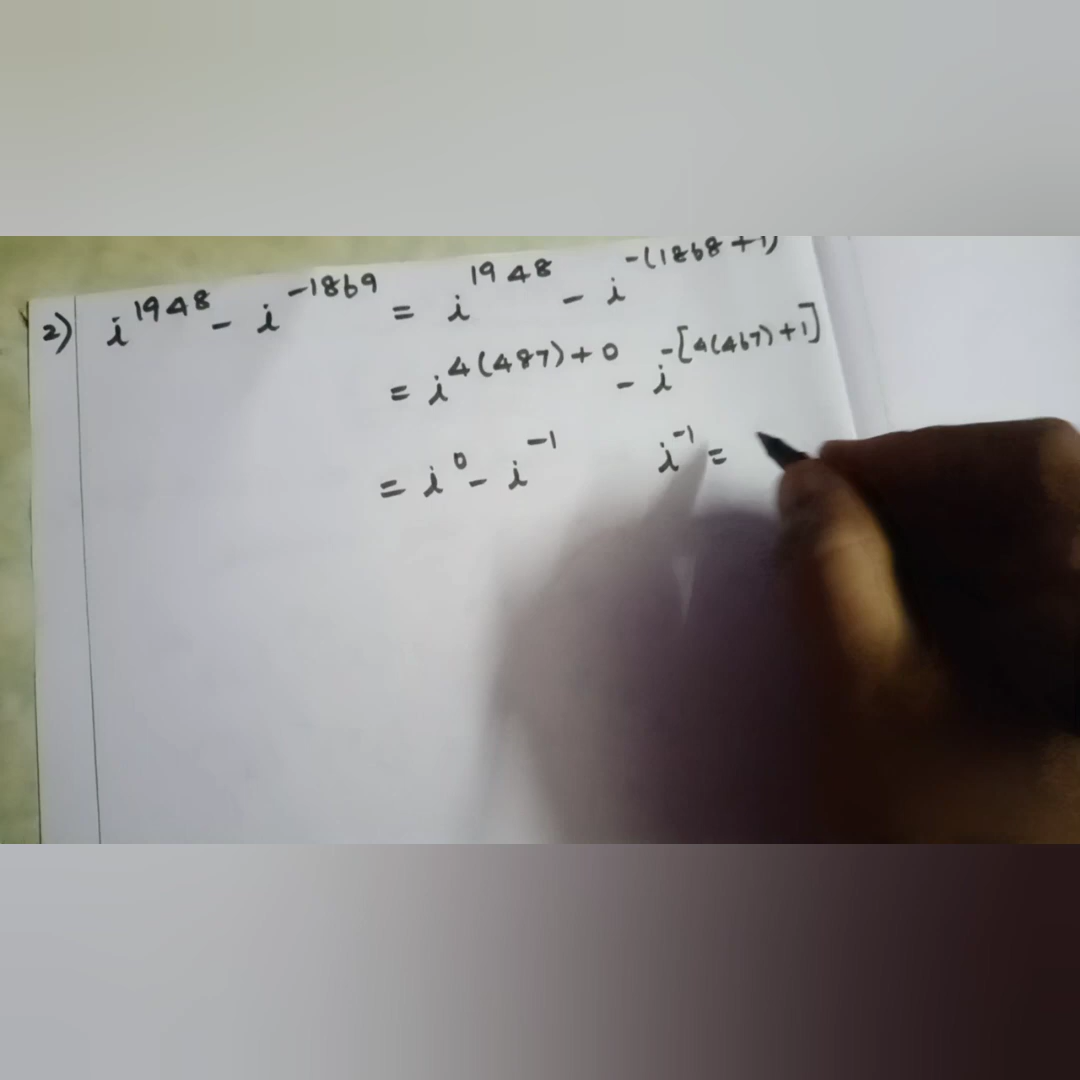 2) i^1948 - i^-1869 = i^1948 - i^-(1868+1)
= i^4(487)+0 - i^-[4(467)+1]
= i^0 - i^-1 i^-1 =